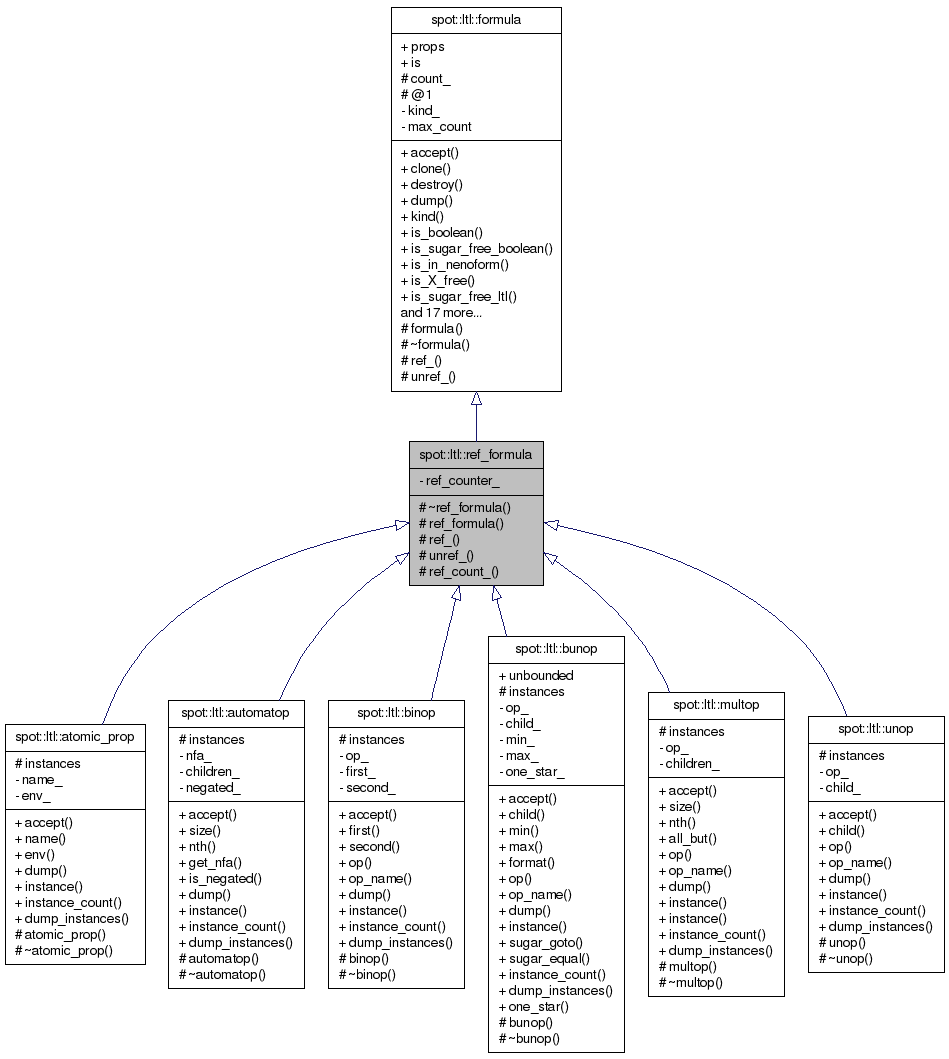 spot::ltl::formula
+ props
+ is
# count_
# @1
- kind_
- max_count
+ accept()
+ clone()
+ destroy()
+ dump()
+ kind()
+ is_boolean()
+ is_sugar_free_boolean()
+ is_in_nenoform()
+ is_X_free()
+ is_sugar_free_ltl()
and 17 more...
# formula()
# ~formula()
# ref_()
# unref_()
spot::ltl::ref_formula
- ref_counter_
# ~ref_formula()
# ref_formula()
# ref_()
# unref_()
# ref_count_()
spot::ltl::atomic_prop
# instances
- name_
- env_
+ accept()
+ name()
+ env()
+ dump()
+ instance()
+ instance_count()
+ dump_instances()
# atomic_prop()
# ~atomic_prop()
spot::ltl::automatop
# instances
- nfa_
- children_
- negated_
+ accept()
+ size()
+ nth()
+ get_nfa()
+ is_negated()
+ dump()
+ instance()
+ instance_count()
+ dump_instances()
# automatop()
# ~automatop()
spot::ltl::binop
# instances
- op_
- first_
- second_
+ accept()
+ first()
+ second()
+ op()
+ op_name()
+ dump()
+ instance()
+ instance_count()
+ dump_instances()
# binop()
# ~binop()
spot::ltl::bunop
+ unbounded
# instances
- op_
- child_
- min_
- max_
- one_star_
+ accept()
+ child()
+ min()
+ max()
+ format()
+ op()
+ op_name()
+ dump()
+ instance()
+ sugar_goto()
+ sugar_equal()
+ instance_count()
+ dump_instances()
+ one_star()
# bunop()
# ~bunop()
spot::ltl::multop
# instances
- op_
- children_
+ accept()
+ size()
+ nth()
+ all_but()
+ op()
+ op_name()
+ dump()
+ instance()
+ instance()
+ instance_count()
+ dump_instances()
# multop()
# ~multop()
spot::ltl::unop
# instances
- op_
- child_
+ accept()
+ child()
+ op()
+ op_name()
+ dump()
+ instance()
+ instance_count()
+ dump_instances()
# unop()
# ~unop()